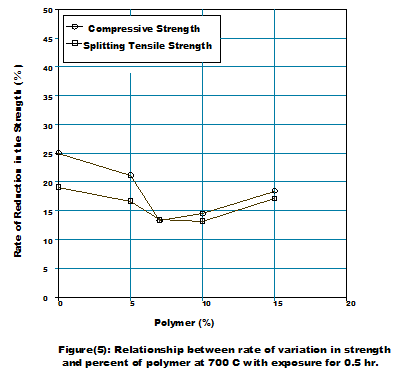 50
Compressive Strength
Splitting Tensile Strength
45
40
35
30
25
20
15
10
5
0
Rate of Reduction in the Strength (%)
0 5 10 15 20
Polymer (%)
Figure(5): Relationship between rate of variation in strength
and percent of polymer at 700 C with exposure for 0.5 hr.